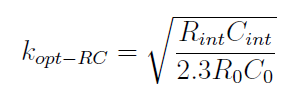 k_{opt-RC} = \sqrt{\frac{R_{int}C_{int}}{2.3R_0C_0}}